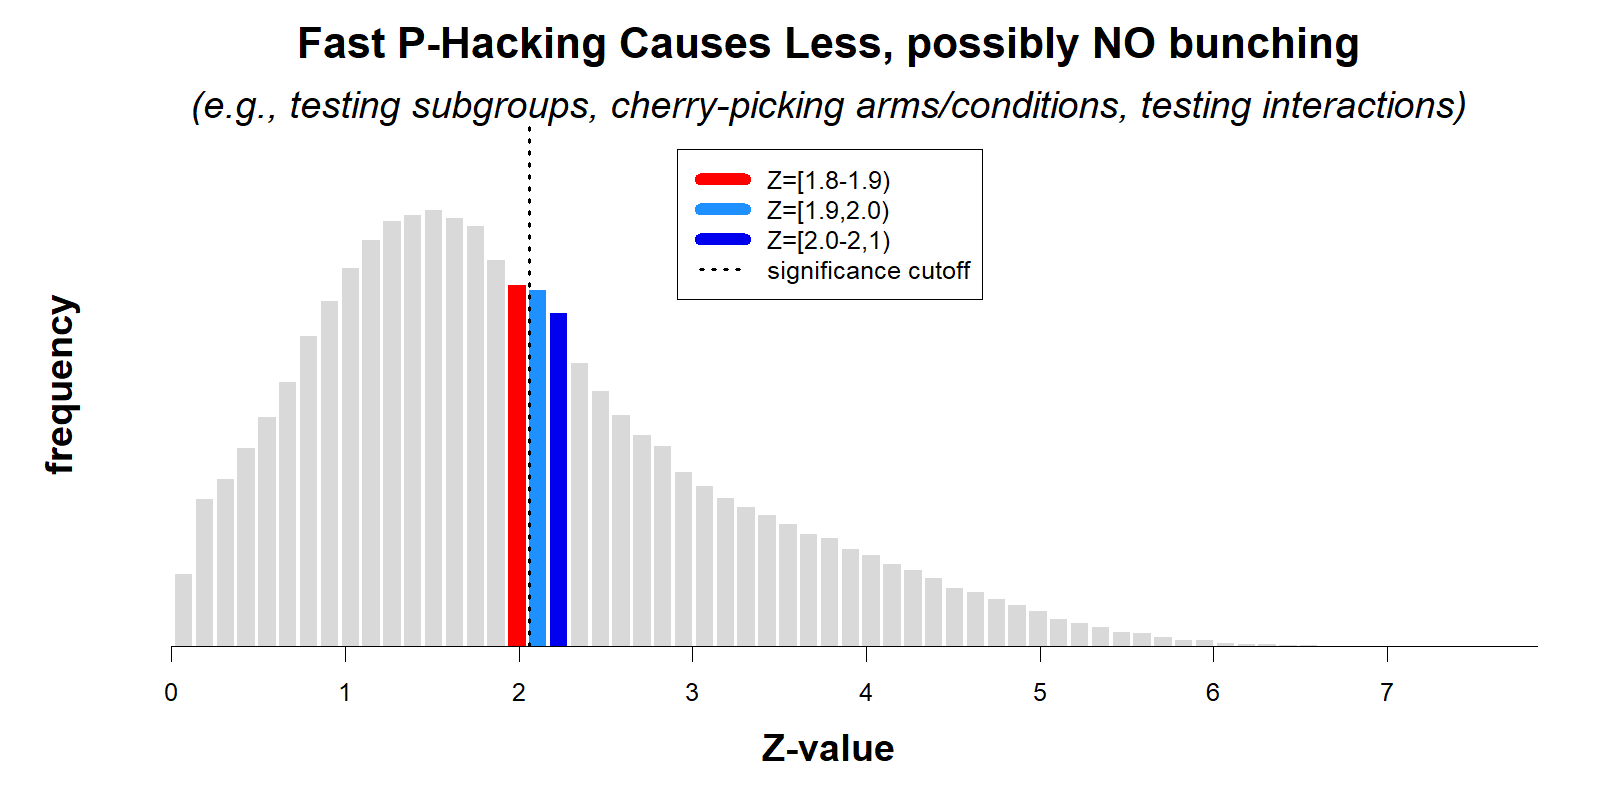 Fast P-Hacking Causes Less, possibly NO bunching
(e.g., testing subgroups, cherry-picking arms/conditions, testing interactions)
Z=[1.8-1.9)
Z=[1.9,2.0)
Z=[2.0-2,1)
significance cutoff
frequency
0 1 2 3 4 5 6 7
Z-value